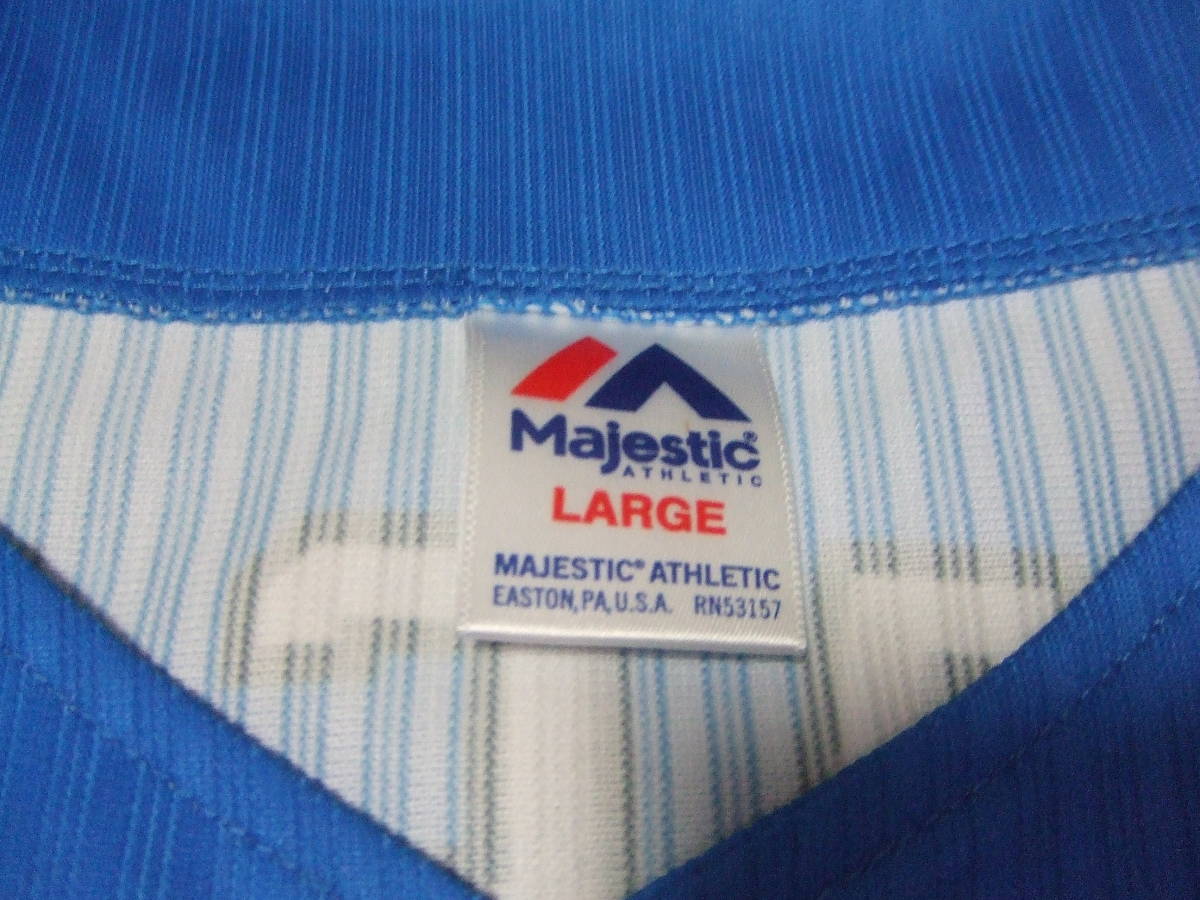 Majestic®
ATHLETIC
LARGE
MAJESTIC® ATHLETIC
EASTON, PA, U.S.A. RN53157